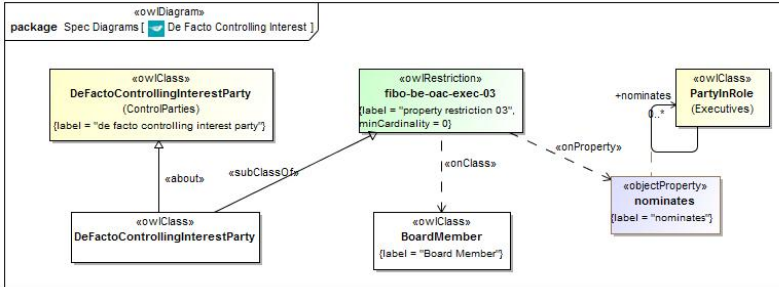 «owlDiagram»
package Spec Diagrams [ De Facto Controlling Interest ]
«owlClass»
DeFactoControllingInterestParty
(ControlParties)
{label = "de facto controlling interest party"}
«owlRestriction»
fibo-be-oac-exec-03
{label = "property restriction 03",
minCardinality = 0}
«owlClass»
PartyInRole
(Executives)
+nominates
0..*
«about»
«subClassOf»
«onClass»
«onProperty»
«owlClass»
DeFactoControllingInterestParty
«owlClass»
BoardMember
{label = "Board Member"}
«objectProperty»
nominates
{label = "nominates"}